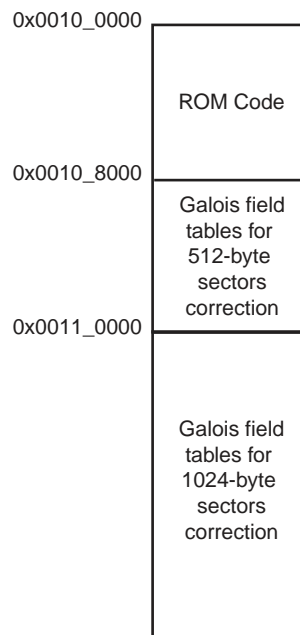 0x0010_0000
ROM Code
0x0010_8000
Galois field
tables for
512-byte
sectors
correction
0x0011_0000
Galois field
tables for
1024-byte
sectors
correction